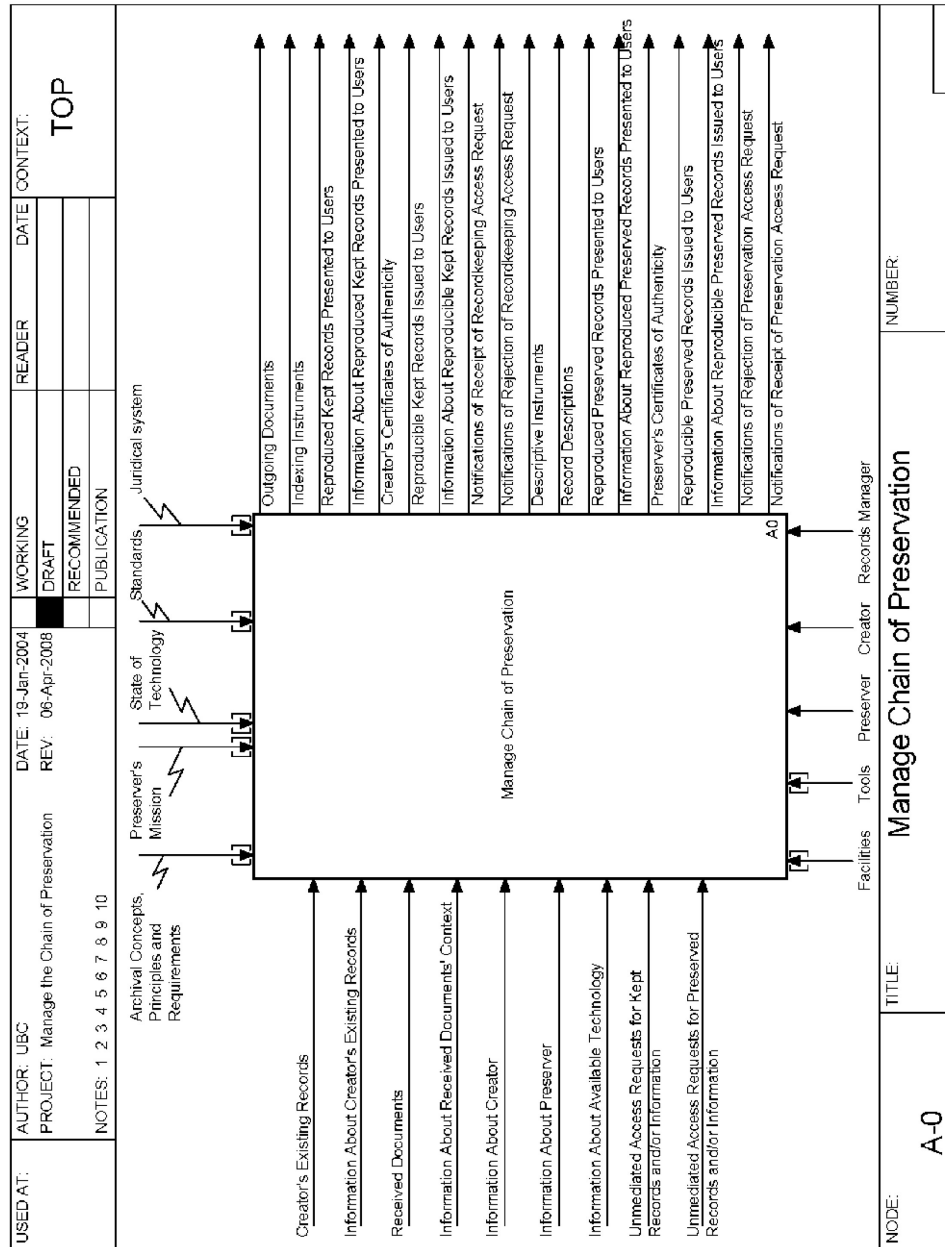 USED AT:
AUTHOR: UBC
PROJECT: Manage the Chain of Preservation
NOTES: 1 2 3 4 5 6 7 8 9 10
DATE: 19-Jan-2004
REV: 06-Apr-2008
WORKING
DRAFT
RECOMMENDED
PUBLICATION
READER
DATE
CONTEXT:
TOP
Archival Concepts,
Principles and
Requirements
Preserver's
Mission
State of
Technology
Standards
Juridical system
Creator's Existing Records
Information About Creator's Existing Records
Received Documents
Information About Received Documents' Context
Information About Creator
Information About Preserver
Information About Available Technology
Unmediated Access Requests for Kept
Records and/or Information
Unmediated Access Requests for Preserved
Records and/or Information
Manage Chain of Preservation
A0
Outgoing Documents
Indexing Instruments
Reproduced Kept Records Presented to Users
Information About Reproduced Kept Records Presented to Users
Creator's Certificates of Authenticity
Reproducible Kept Records Issued to Users
Information About Reproducible Kept Records Issued to Users
Notifications of Receipt of Recordkeeping Access Request
Notifications of Rejection of Recordkeeping Access Request
Descriptive Instruments
Record Descriptions
Reproduced Preserved Records Presented to Users
Information About Reproduced Preserved Records Presented to Users
Preserver's Certificates of Authenticity
Reproducible Preserved Records Issued to Users
Information About Reproducible Preserved Records Issued to Users
Notifications of Rejection of Preservation Access Request
Notifications of Receipt of Preservation Access Request
Facilities
Tools
Preserver
Creator
Records Manager
NODE:
A-0
TITLE:
Manage Chain of Preservation
NUMBER: